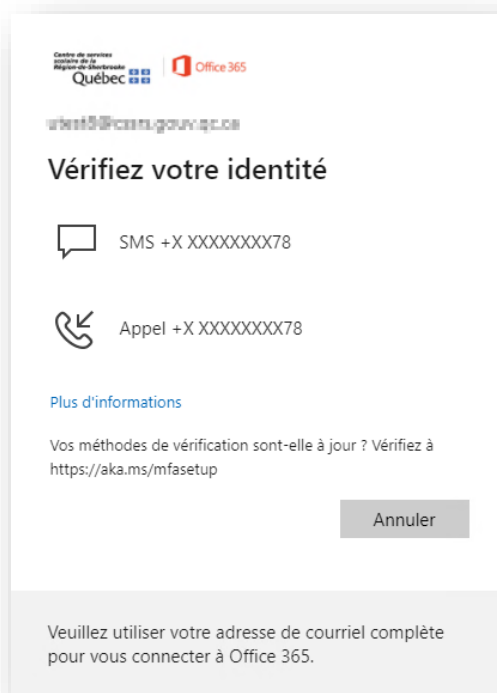 Centre de services
scolaire de la
Région-de-Sherbrooke
Québec
Office 365
Vérifiez votre identité
SMS +X XXXXXXXX78
Appel +X XXXXXXXX78
Plus d'informations
Vos méthodes de vérification sont-elle à jour ? Vérifiez à
https://aka.ms/mfasetup
Annuler
Veuillez utiliser votre adresse de courriel complète
pour vous connecter à Office 365.